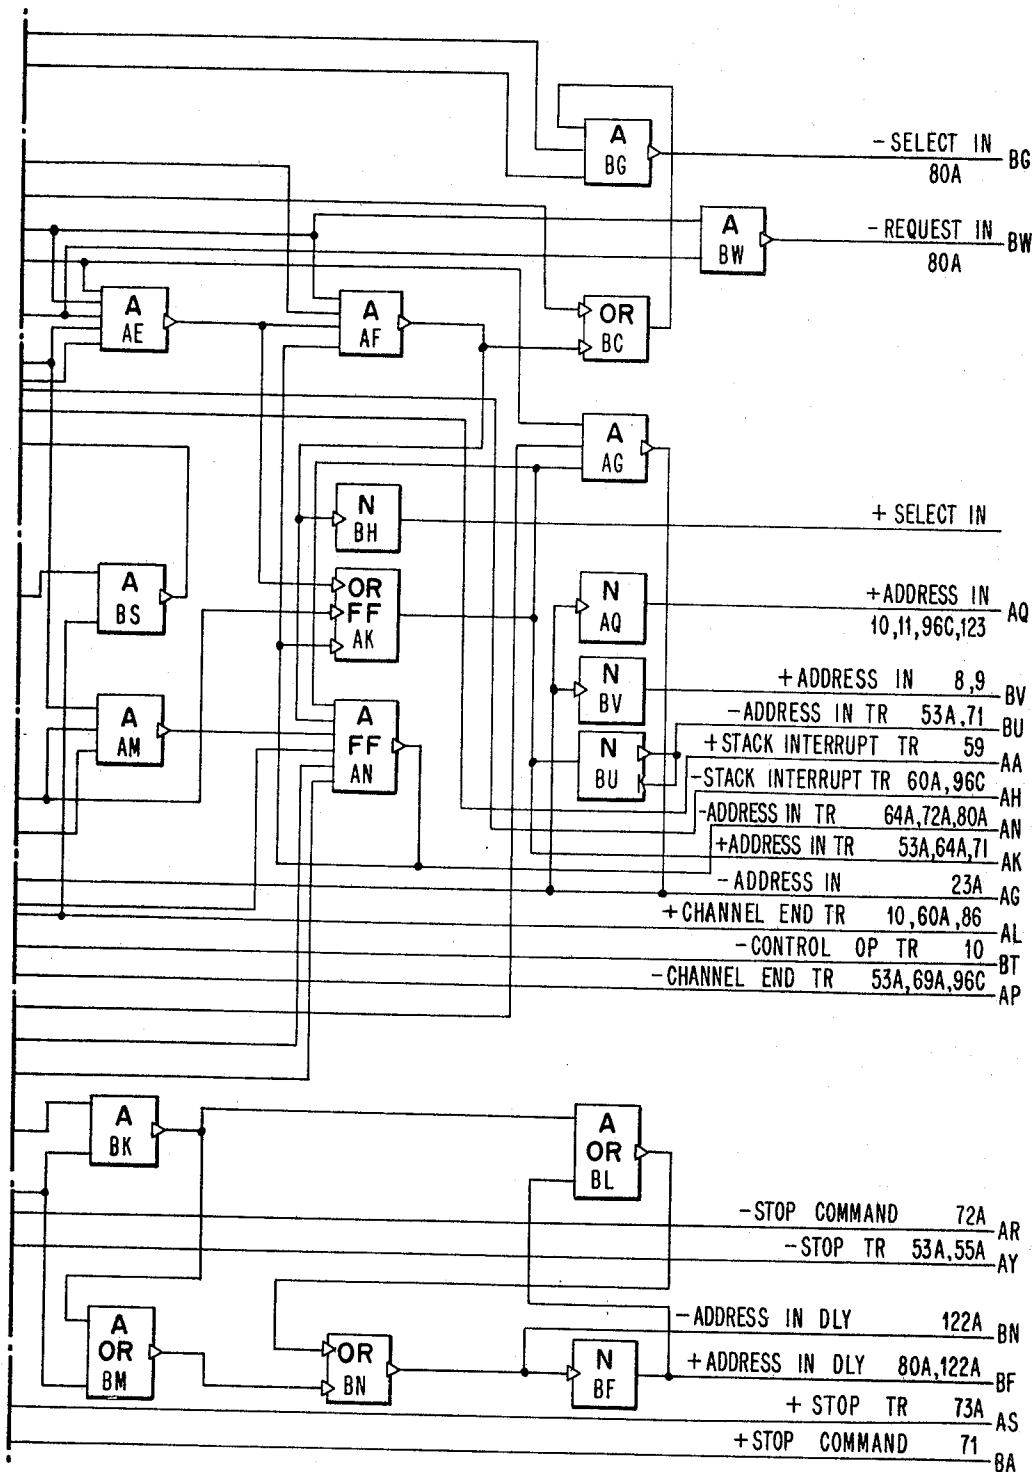 A
BG
- SELECT IN
80A
BG
A
BW
- REQUEST IN
80A
BW
A
AE
A
AF
OR
BC
A
AG
N
BH
+ SELECT IN
A
BS
OR
FF
AK
N
AQ
+ADDRESS IN
10,11,96C,123
AQ
N
BV
+ADDRESS IN 8,9
BV
A
AM
A
FF
AN
N
BU
-ADDRESS IN TR 53A,71
BU
+STACK INTERRUPT TR 59
AA
-STACK INTERRUPT TR 60A,96C
AH
-ADDRESS IN TR 64A,72A,80A
AN
+ADDRESS IN TR 53A,64A,71
AK
- ADDRESS IN 23A
AG
+CHANNEL END TR 10,60A,86
AL
-CONTROL OP TR 10
BT
-CHANNEL END TR 53A,69A,96C
AP
A
BK
A
OR
BL
-STOP COMMAND 72A
AR
-STOP TR 53A,55A
AY
A
OR
BM
OR
BN
N
BF
-ADDRESS IN DLY 122A
BN
+ADDRESS IN DLY 80A,122A
BF
+ STOP TR 73A
AS
+STOP COMMAND 71
BA